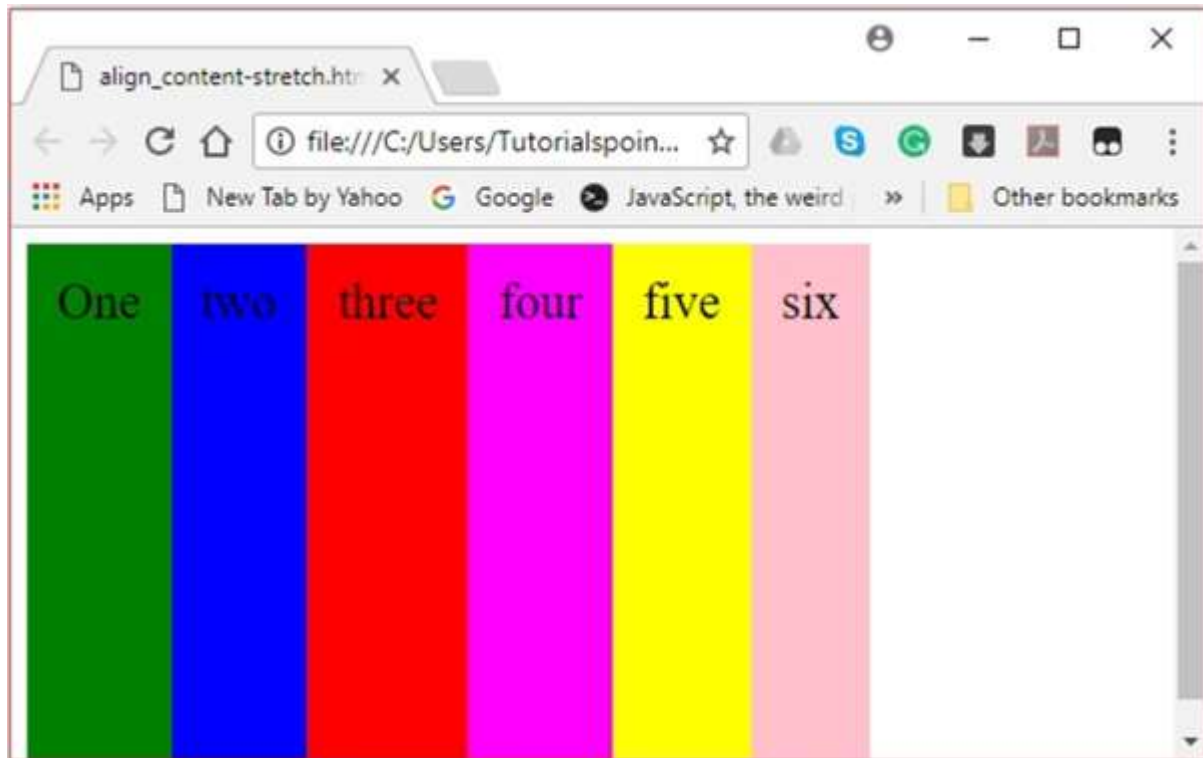 align_content-stretch.htm
file:///C:/Users/Tutorialspoin...
Apps New Tab by Yahoo Google JavaScript, the weird » Other bookmarks
One two three four five six